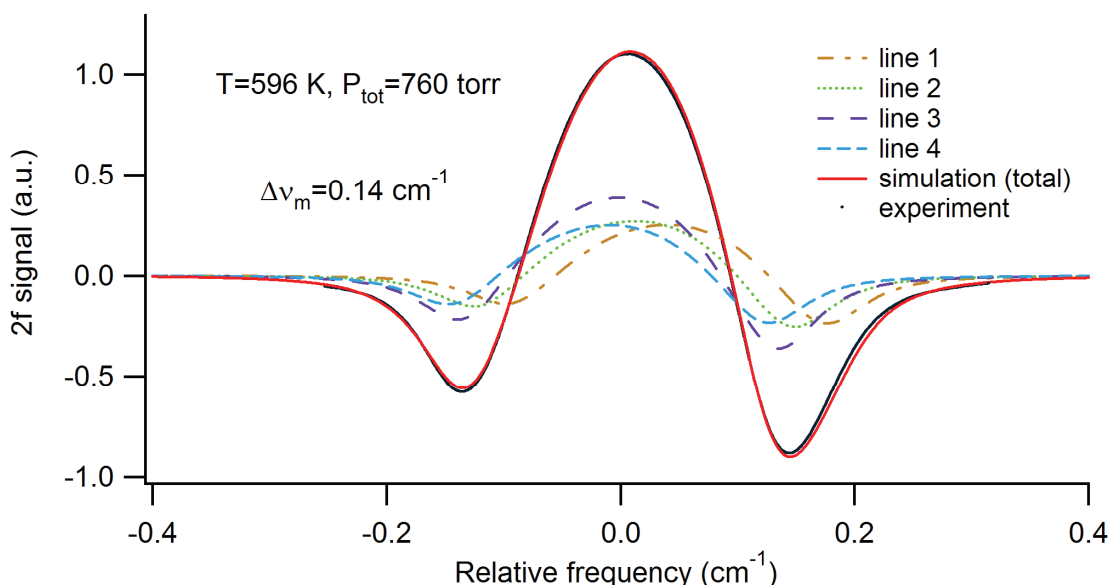 1.0
0.5
0.0
-0.5
-1.0
2f signal (a.u.)
T=596 K, P_tot=760 torr
Δν_m=0.14 cm⁻¹
line 1
line 2
line 3
line 4
simulation (total)
experiment
-0.4
-0.2
0.0
0.2
0.4
Relative frequency (cm⁻¹)